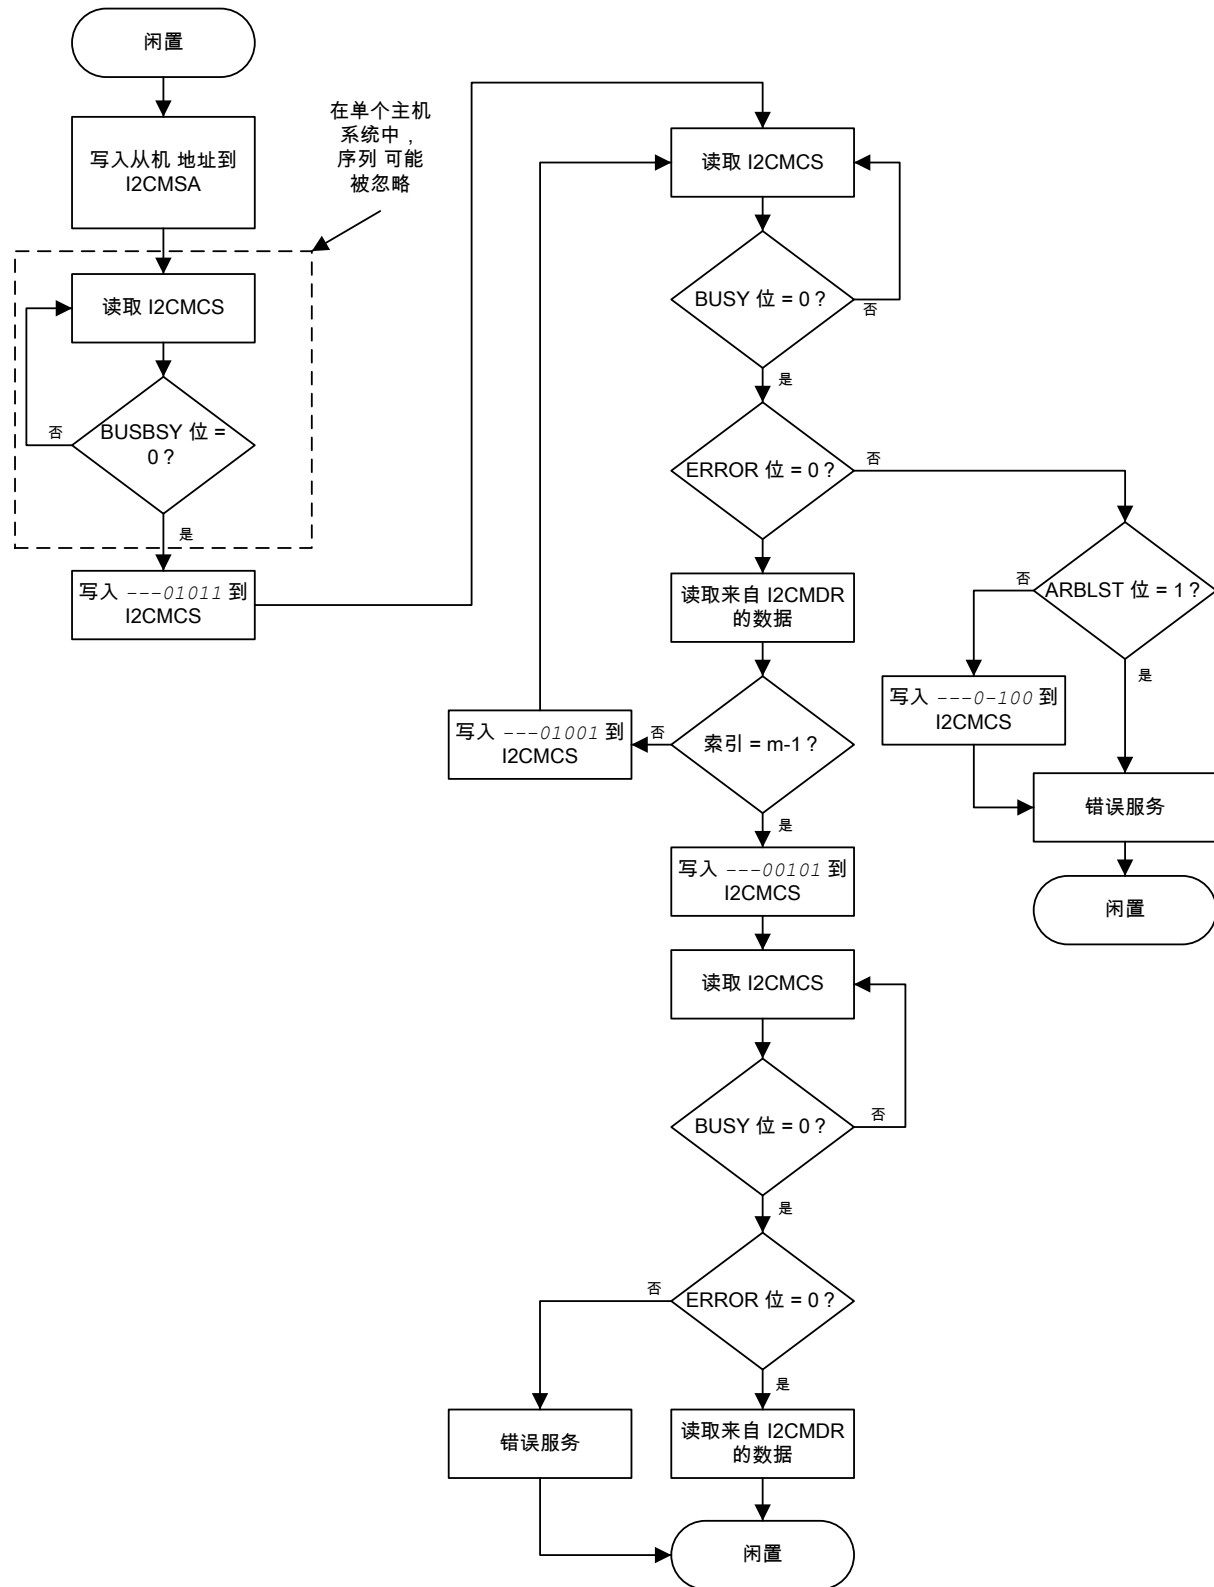 闲置
写入从机 地址到
I2CMSA
在单个主机
系统中，
序列 可能
被忽略
读取 I2CMCS
否
BUSBSY 位 =
0？
是
写入 ---01011 到
I2CMCS
读取 I2CMCS
BUSY 位 = 0？
否
是
ERROR 位 = 0？
否
读取来自 I2CMDR
的数据
否
ARBLST 位 = 1？
是
写入 ---0-100 到
I2CMCS
错误服务
闲置
写入 ---01001 到
I2CMCS
否
索引 = m-1？
是
写入 ---00101 到
I2CMCS
读取 I2CMCS
BUSY 位 = 0？
否
是
否
ERROR 位 = 0？
是
错误服务
读取来自 I2CMDR
的数据
闲置